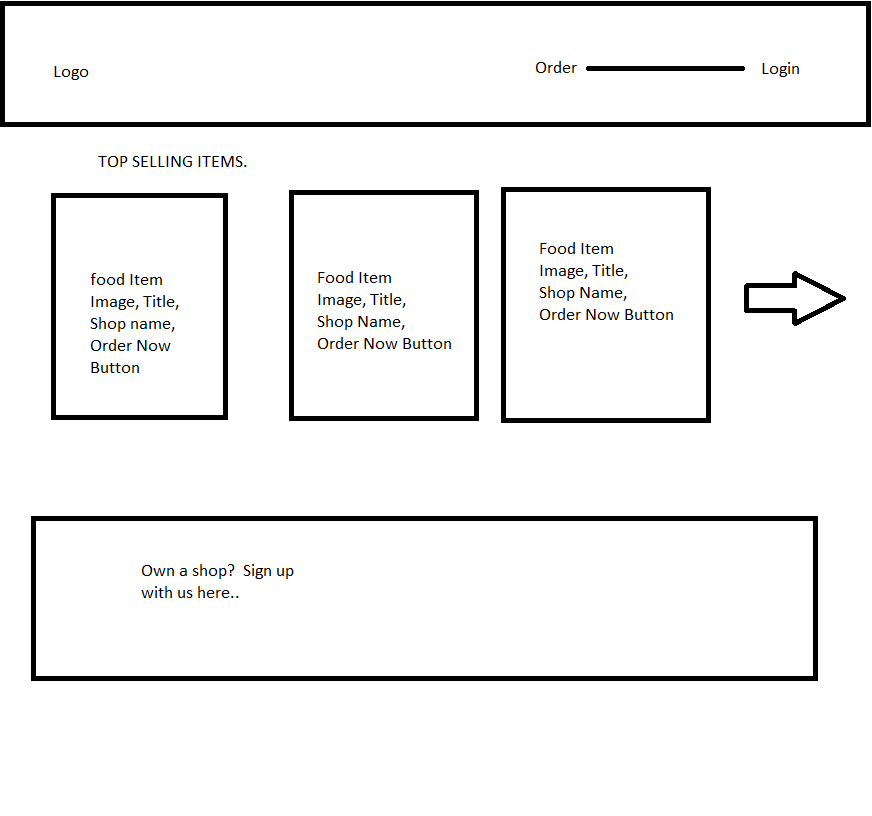 Logo
Order
Login
TOP SELLING ITEMS.
food Item
Image, Title,
Shop name,
Order Now
Button
Food Item
Image, Title,
Shop Name,
Order Now Button
Food Item
Image, Title,
Shop Name,
Order Now Button
Own a shop?  Sign up
with us here..